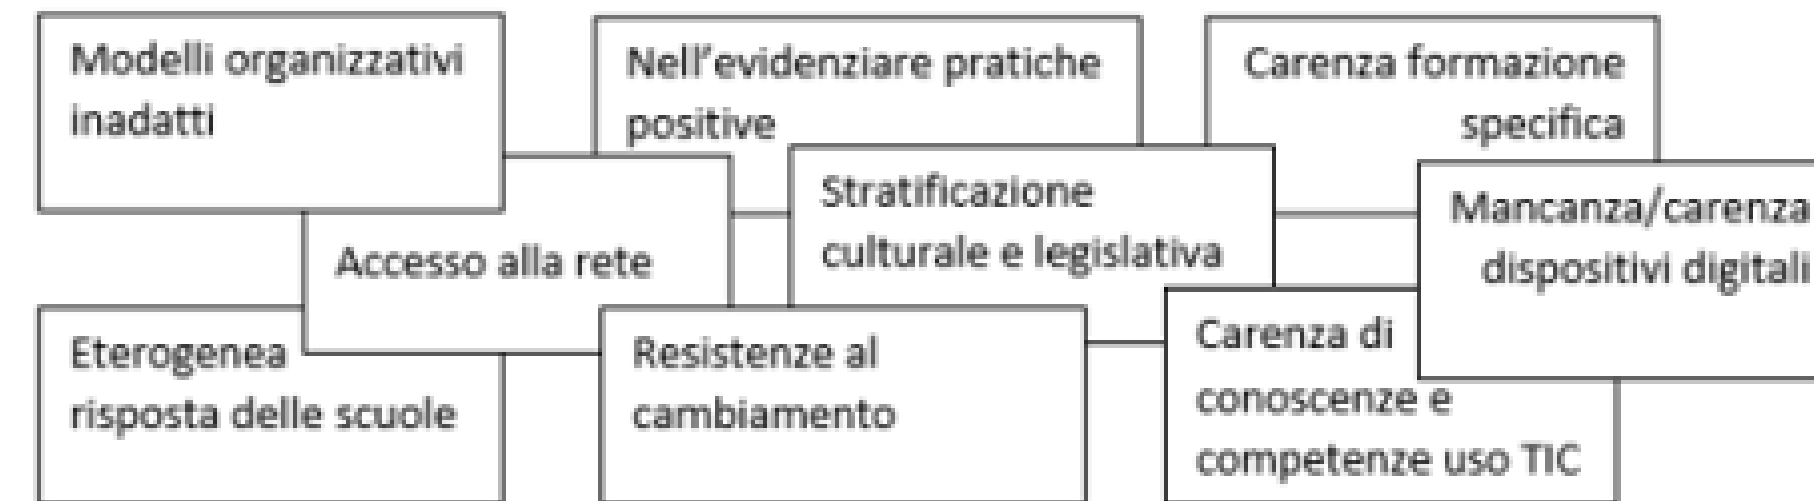 Modelli organizzativi
inadatti
Nell'evidenziare pratiche
positive
Carenza formazione
specifica
Accesso alla rete
Stratificazione
culturale e legislativa
Mancanza/carenza
dispositivi digitali
Eterogenea
risposta delle scuole
Resistenze al
cambiamento
Carenza di
conoscenze e
competenze uso TIC